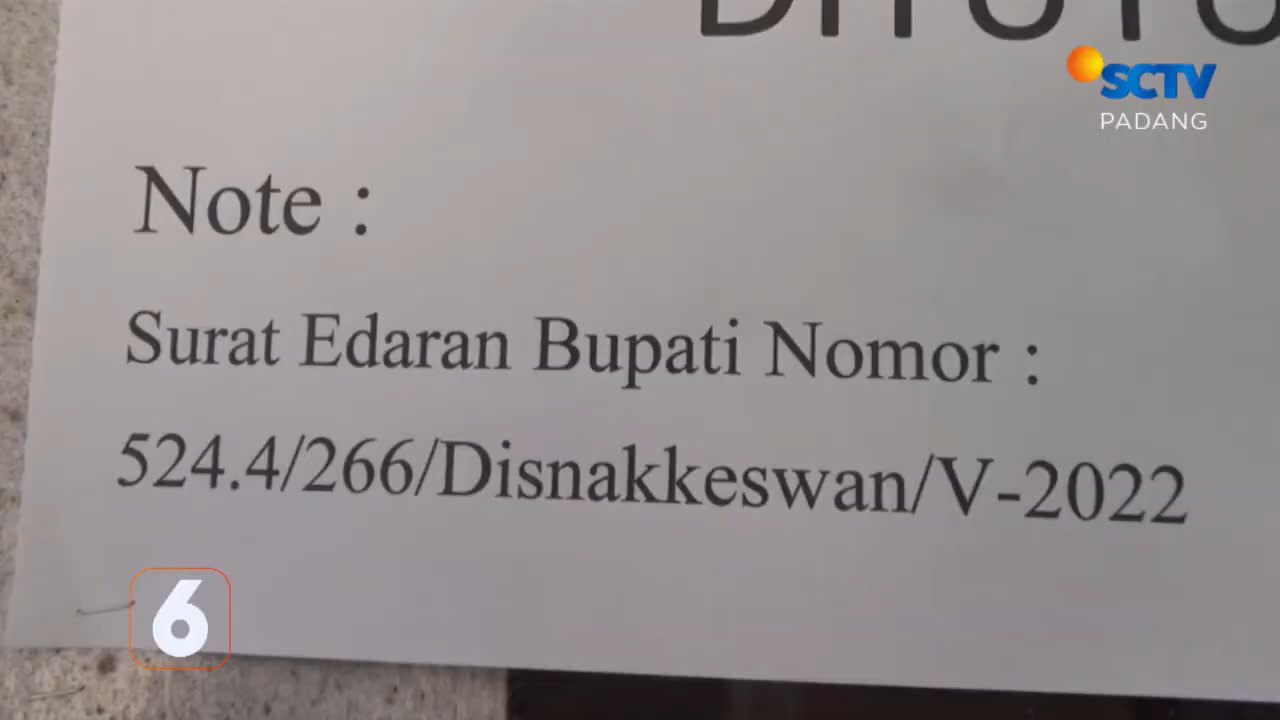 SCTV
PADANG
Note :
Surat Edaran Bupati Nomor :
524.4/266/Disnakkeswan/V-2022
6